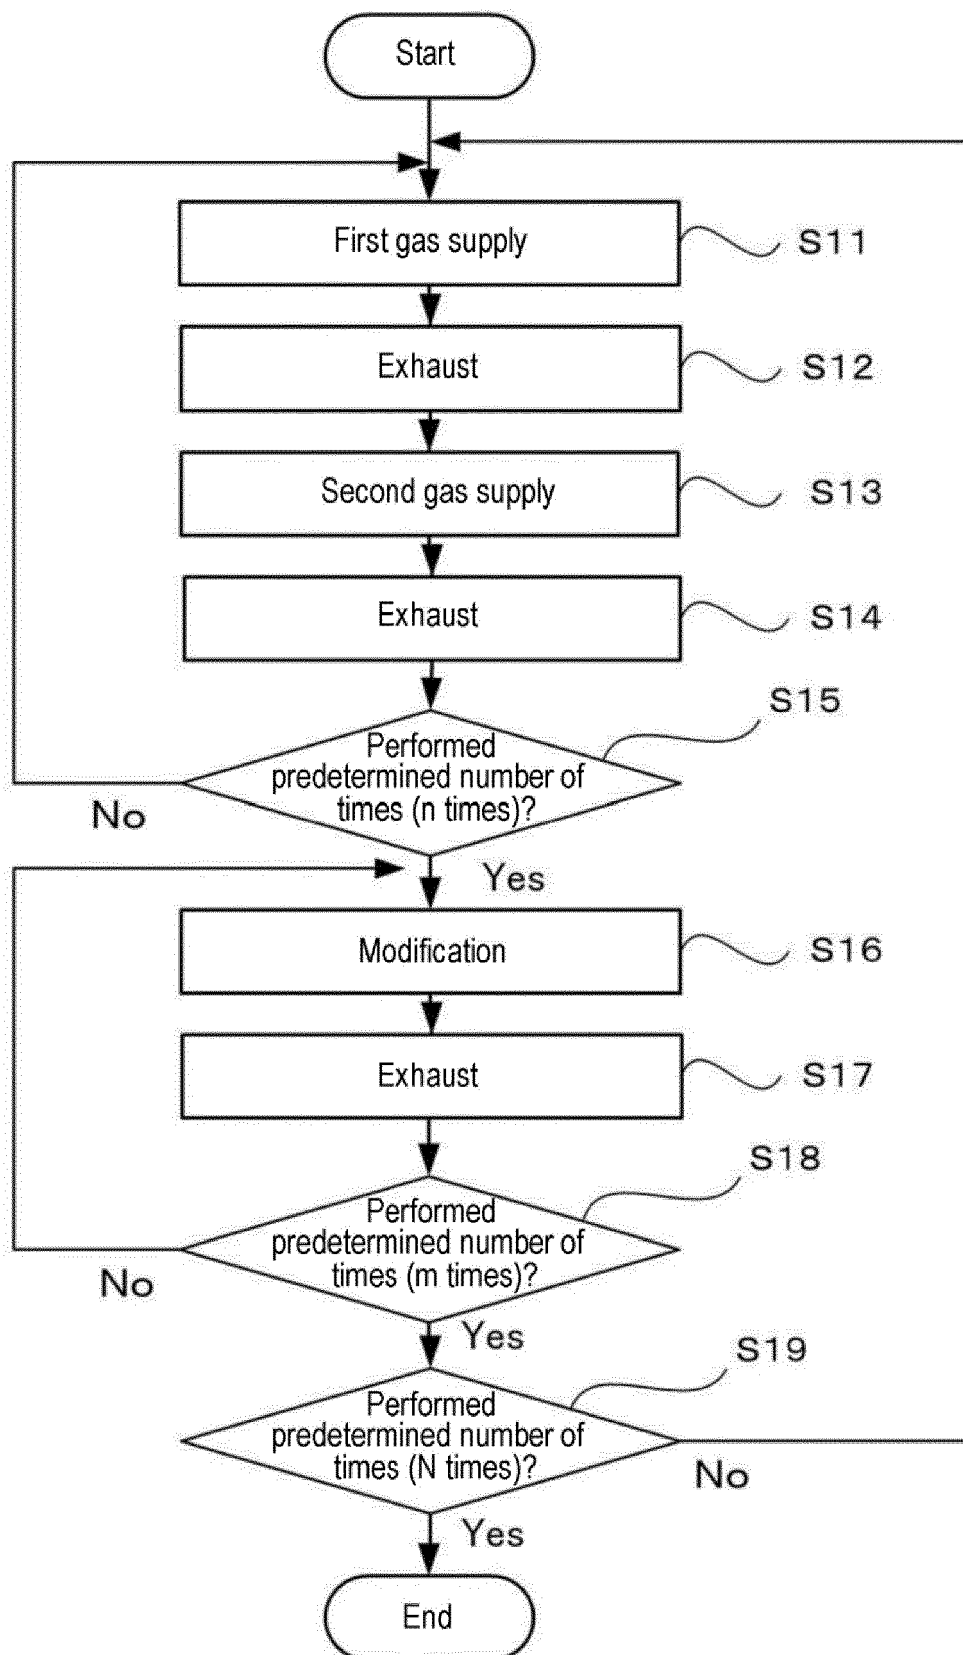 Start
First gas supply
S11
Exhaust
S12
Second gas supply
S13
Exhaust
S14
S15
Performed
predetermined number of
times (n times)?
No
Yes
Modification
S16
Exhaust
S17
S18
Performed
predetermined number of
times (m times)?
No
Yes
S19
Performed
predetermined number of
times (N times)?
No
Yes
End